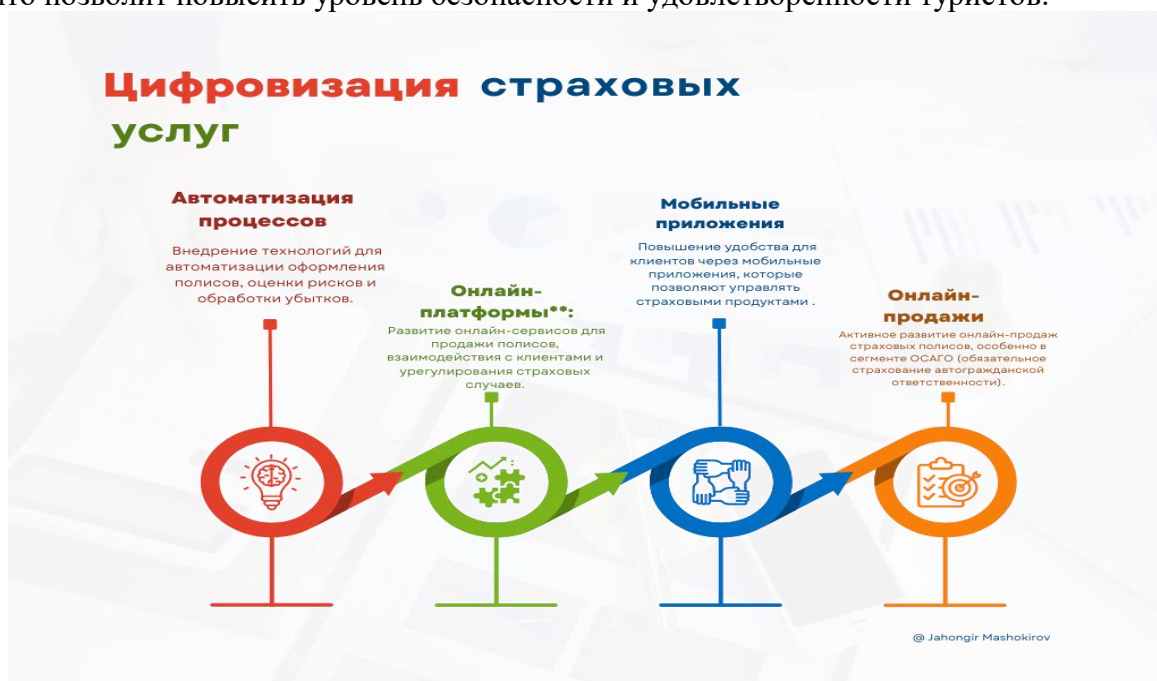 что позволит повысить уровень безопасности и удовлетворенности туристов.
Цифровизация страховых
услуг
Автоматизация
процессов
Внедрение технологий для
автоматизации оформления
полисов, оценки рисков и
обработки убытков.
Онлайн-
платформы**:
Развитие онлайн-сервисов для
продажи полисов,
взаимодействия с клиентами и
урегулирования страховых
случаев.
Мобильные
приложения
Повышение удобства для
клиентов через мобильные
приложения, которые
позволяют управлять
страховыми продуктами .
Онлайн-
продажи
Активное развитие онлайн-продаж
страховых полисов, особенно в
сегменте ОСАГО (обязательное
страхование автогражданской
ответственности).
@ Jahongir Mashokirov